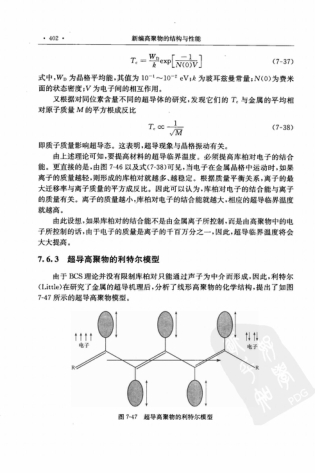 · 402 · 新编高聚物的结构与性能
T_c = \frac{W_D}{k} exp[\frac{-1}{N(0)V}] (7-37)
式中,W_D 为晶格平均能,其值为 10⁻¹~10⁻² eV;k 为波耳兹曼常量;N(0)为费米
面的状态密度;V 为电子间的相互作用。
又根据对同位素含量不同的超导体的研究,发现它们的 T_c 与金属的平均相
对原子质量 M 的平方根成反比
T_c ∝ \frac{1}{\sqrt{M}} (7-38)
即质子质量影响超导态。这表明,超导现象与晶格振动有关。
由上述理论可知,要提高材料的超导临界温度。必须提高库柏对电子的结合
能。更直接的是,由图 7-46 以及式(7-38)可见,当电子在金属晶格中运动时,如果
离子的质量越轻,则形成的库柏对就越多、越稳定。根据质量平衡关系,离子的最
大迁移率与离子质量的平方成反比。因此可以认为,库柏对电子的结合能与离子
的质量有关。离子的质量越小,库柏对电子的结合能就越大,相应的超导临界温度
就越高。
由此设想,如果库柏对的结合能不是由金属离子所控制,而是由高聚物中的电
子所控制的话,由于电子的质量是离子的千百万分之一,因此,超导临界温度将会
大大提高。
7.6.3 超导高聚物的利特尔模型
由于 BCS 理论并没有限制库柏对只能通过声子为中介而形成,因此,利特尔
(Little)在研究了金属的超导机理后,分析了线形高聚物的化学结构,提出了如图
7-47 所示的超导高聚物模型。
电子 电子
R R
图 7-47 超导高聚物的利特尔模型